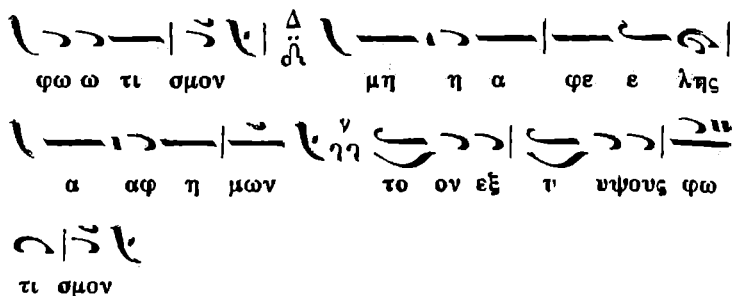 φω ω τι σμον Δ μη η α φε ε λης
α αφ η μων ν το ον εξ υψους φω
τι σμον